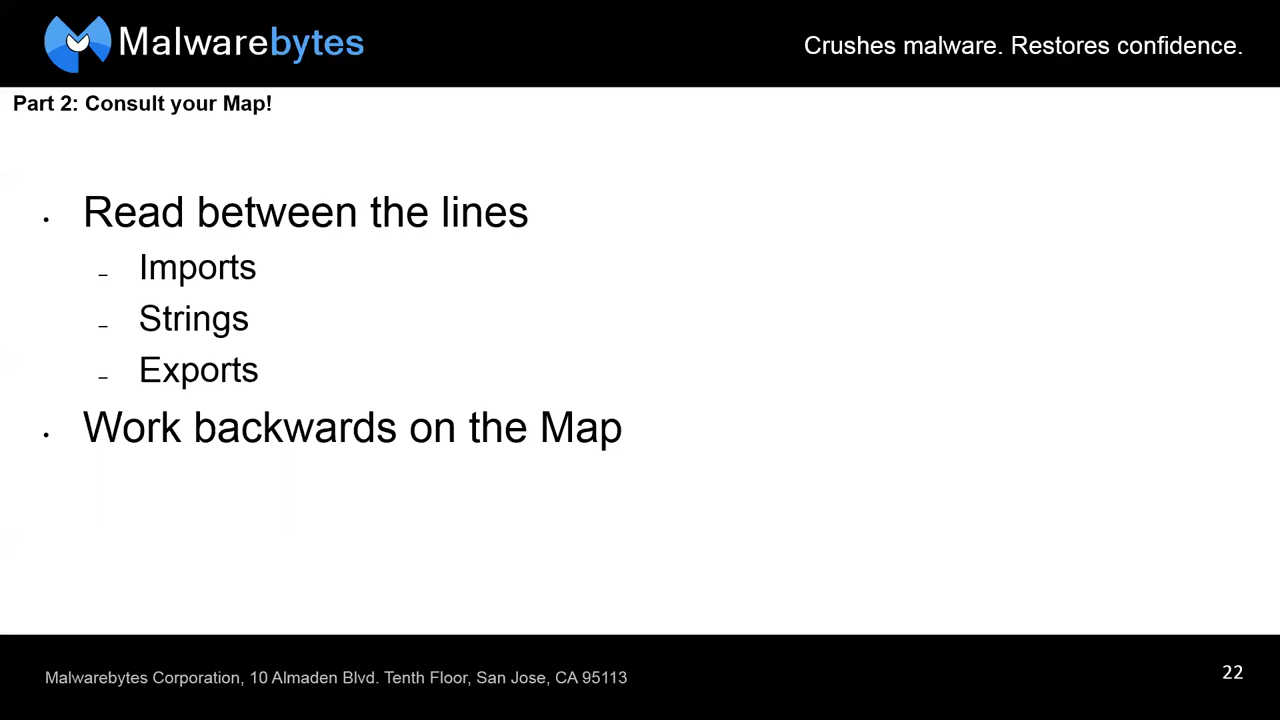 Malwarebytes
Crushes malware. Restores confidence.
Part 2: Consult your Map!
• Read between the lines
– Imports
– Strings
– Exports
• Work backwards on the Map
Malwarebytes Corporation, 10 Almaden Blvd. Tenth Floor, San Jose, CA 95113
22